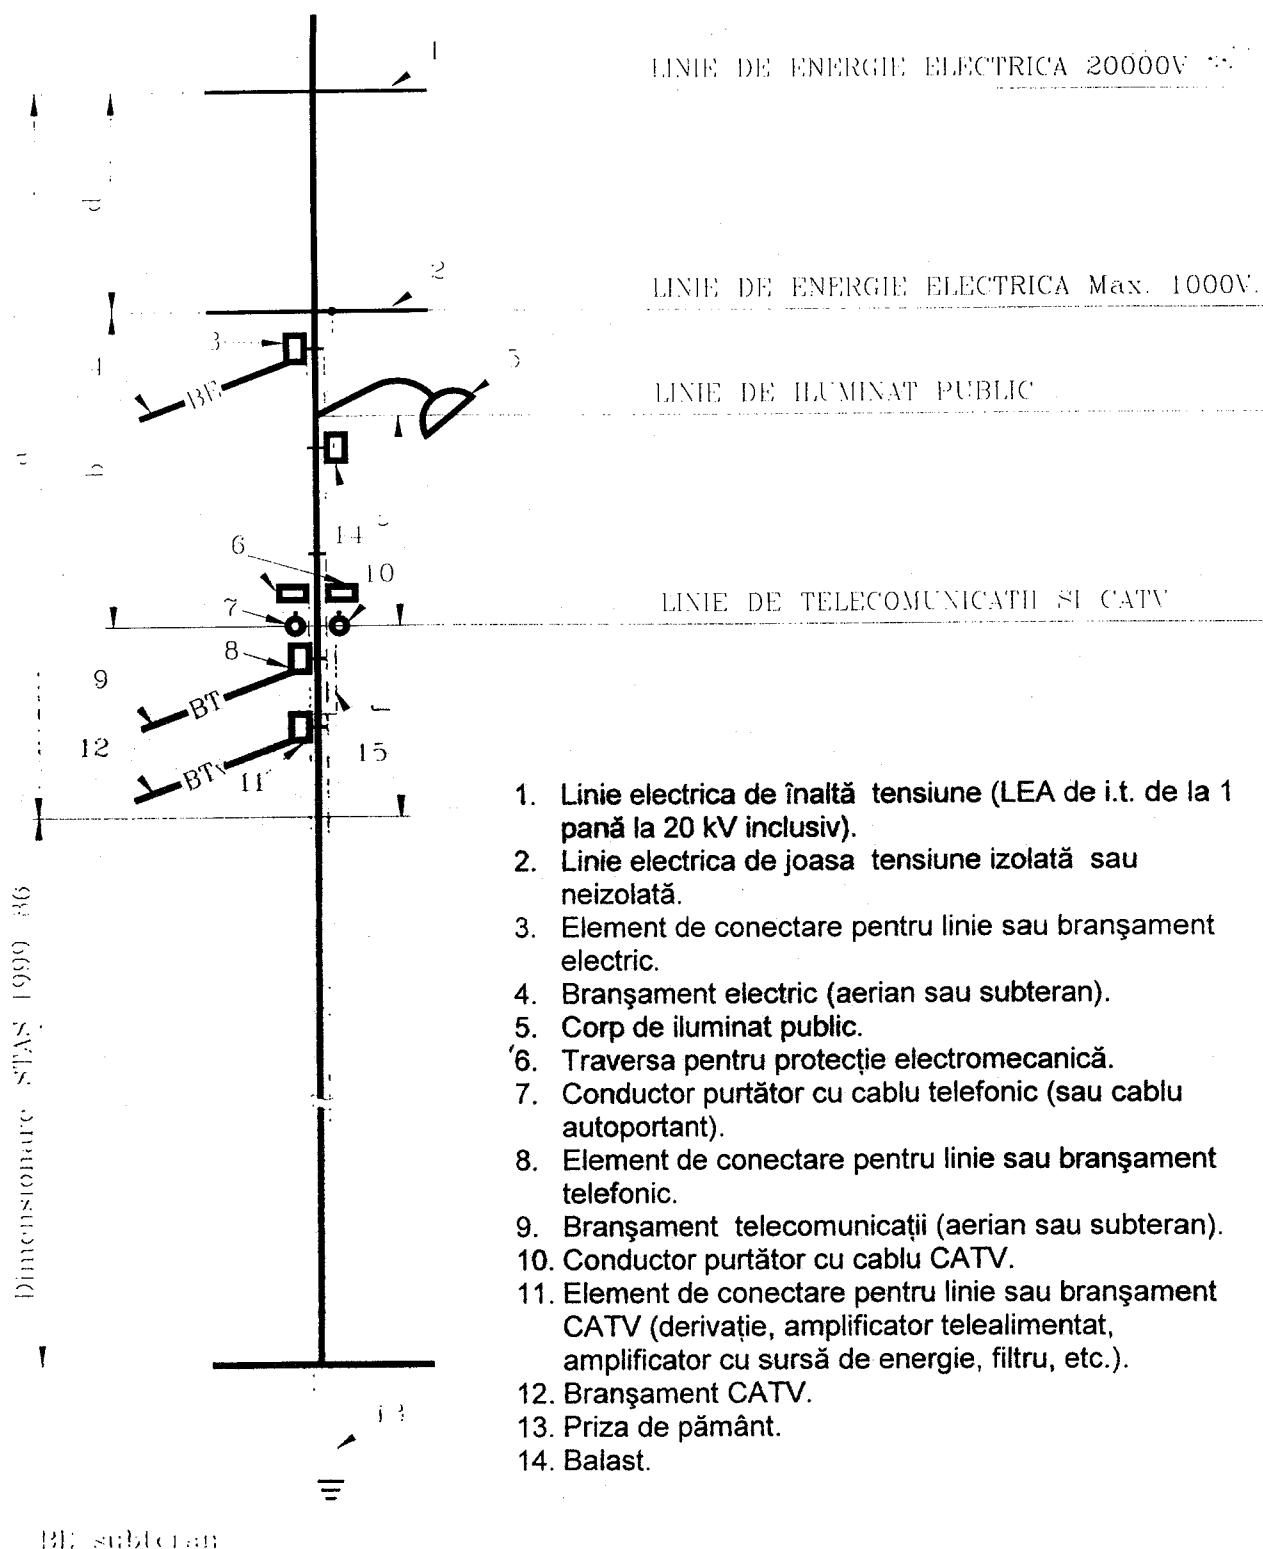 1
LINIE DE ENERGIE ELECTRICA 20000V
d
2
LINIE DE ENERGIE ELECTRICA Max. 1000V.
3
4
BE
5
LINIE DE ILUMINAT PUBLIC
b
14
6
10
7
LINIE DE TELECOMUNICATII SI CATV
8
9
BT
12
BTv
11
15
1. Linie electrica de înaltă tensiune (LEA de i.t. de la 1
pană la 20 kV inclusiv).
2. Linie electrica de joasa tensiune izolată sau
neizolată.
3. Element de conectare pentru linie sau branşament
electric.
4. Branşament electric (aerian sau subteran).
5. Corp de iluminat public.
6. Traversa pentru protecţie electromecanică.
7. Conductor purtător cu cablu telefonic (sau cablu
autoportant).
8. Element de conectare pentru linie sau branşament
telefonic.
9. Branşament telecomunicaţii (aerian sau subteran).
10. Conductor purtător cu cablu CATV.
11. Element de conectare pentru linie sau branşament
CATV (derivaţie, amplificator telealimentat,
amplificator cu sursă de energie, filtru, etc.).
12. Branşament CATV.
13. Priza de pământ.
14. Balast.
Dimensionare STAS 1999 86
13
BE subteran